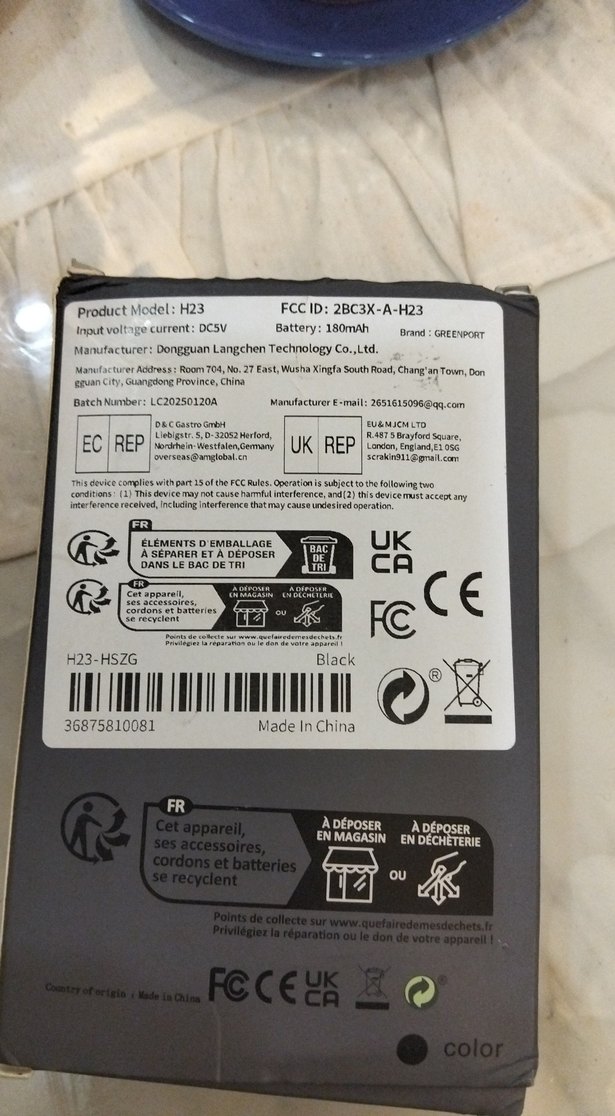 Product Model: H23 FCC ID: 2BC3X-A-H23
Input voltage current: DC5V Battery: 180mAh Brand: GREENPORT
Manufacturer: Dongguan Langchen Technology Co.,Ltd.
Manufacturer Address: Room 704, No. 27 East, Wusha Xingfa South Road, Chang'an Town, Don
gguan City, Guangdong Province, China
Batch Number: LC20250120A Manufacturer E-mail: 2651615096@qq.com
EC REP
D&C Gastro GmbH
Liebigstr. 5, D-32052 Herford,
Nordrhein-Westfalen,Germany
overseas@amglobal.cn
UK REP
EU&MJCM LTD
R.487 5 Brayford Square,
London, England,E1 0SG
scrakin911@gmail.com
This device complies with part 15 of the FCC Rules. Operation is subject to the following two
conditions: (1) This device may not cause harmful interference, and(2) this device must accept any
interference received, including interference that may cause undesired operation.
FR
ÉLÉMENTS D'EMBALLAGE
À SÉPARER ET À DÉPOSER
DANS LE BAC DE TRI
BAC
DE
TRI
UK
CA
FR
Cet appareil,
ses accessoires,
cordons et batteries
se recyclent
À DÉPOSER
EN MAGASIN
OU
À DÉPOSER
EN DÉCHÈTERIE
FC CE
Points de collecte sur www.quefairedemesdechets.fr
Privilégiez la réparation ou le don de votre appareil !
H23-HSZG Black
36875810081 Made In China
®
FR
Cet appareil,
ses accessoires,
cordons et batteries
se recyclent
À DÉPOSER
EN MAGASIN
OU
À DÉPOSER
EN DÉCHÈTERIE
Points de collecte sur www.quefairedemesdechets.fr
Privilégiez la réparation ou le don de votre appareil !
Country of origin : Made in China FC CE UK
CA
®
color